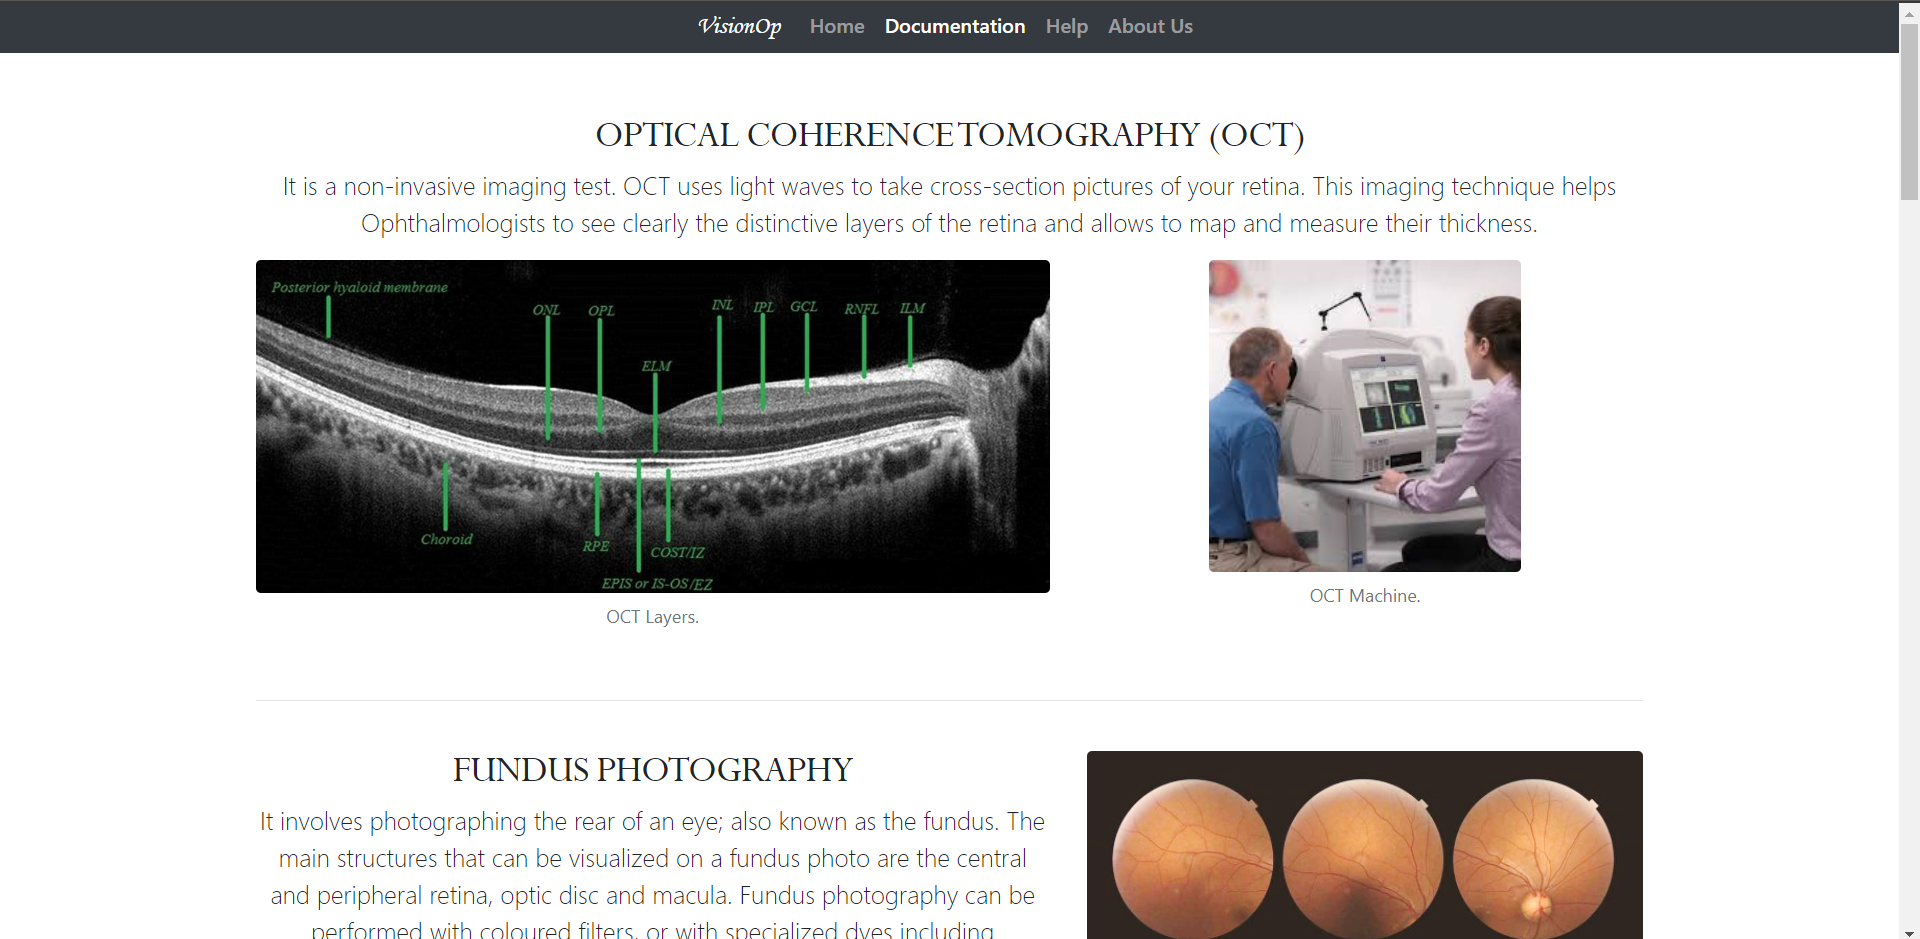 VisionOp Home Documentation Help About Us
OPTICAL COHERENCE TOMOGRAPHY (OCT)
It is a non-invasive imaging test. OCT uses light waves to take cross-section pictures of your retina. This imaging technique helps
Ophthalmologists to see clearly the distinctive layers of the retina and allows to map and measure their thickness.
Posterior hyaloid membrane
ONL OPL INL IPL GCL RNFL ILM
ELM
Choroid
RPE COST/IZ
EPIS or IS-OS/EZ
OCT Layers.
OCT Machine.
FUNDUS PHOTOGRAPHY
It involves photographing the rear of an eye; also known as the fundus. The
main structures that can be visualized on a fundus photo are the central
and peripheral retina, optic disc and macula. Fundus photography can be
performed with coloured filters, or with specialized dyes including